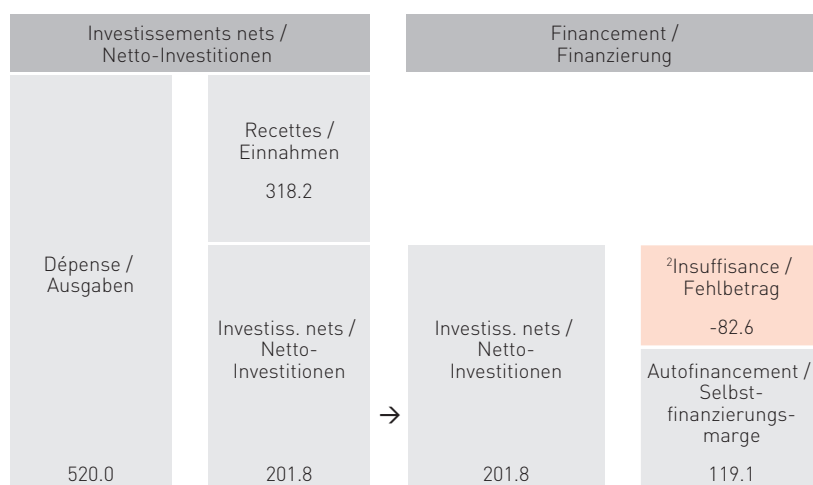 Investissements nets /
Netto-Investitionen
Financement /
Finanzierung
Dépense /
Ausgaben
520.0
Recettes /
Einnahmen
318.2
Investiss. nets /
Netto-
Investitionen
201.8
→
Investiss. nets /
Netto-
Investitionen
201.8
²Insuffisance /
Fehlbetrag
-82.6
Autofinancement /
Selbst-
finanzierungs-
marge
119.1